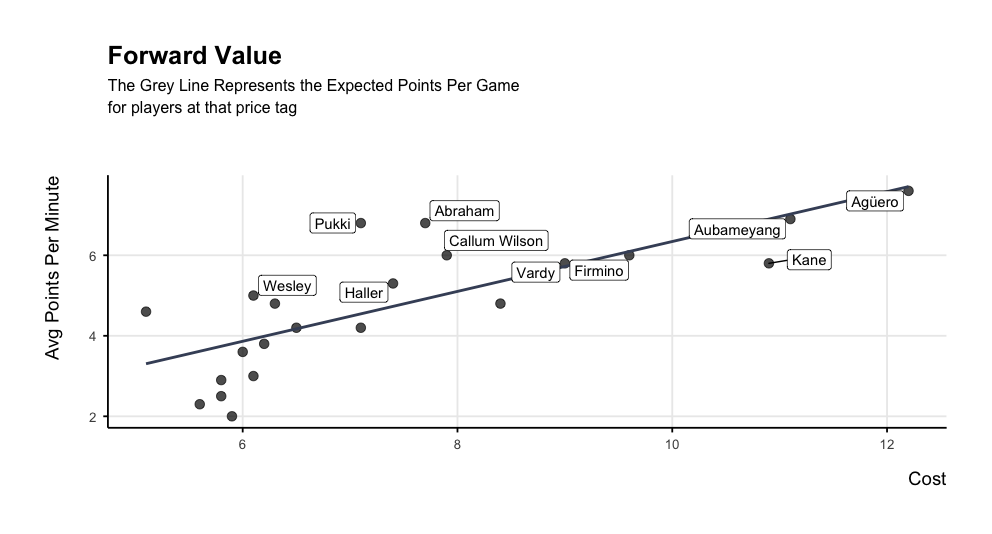 Forward Value
The Grey Line Represents the Expected Points Per Game
for players at that price tag
Avg Points Per Minute
6
4
2
Pukki
Abraham
Callum Wilson
Wesley
Haller
Vardy
Firmino
Aubameyang
Agüero
Kane
6
8
10
12
Cost